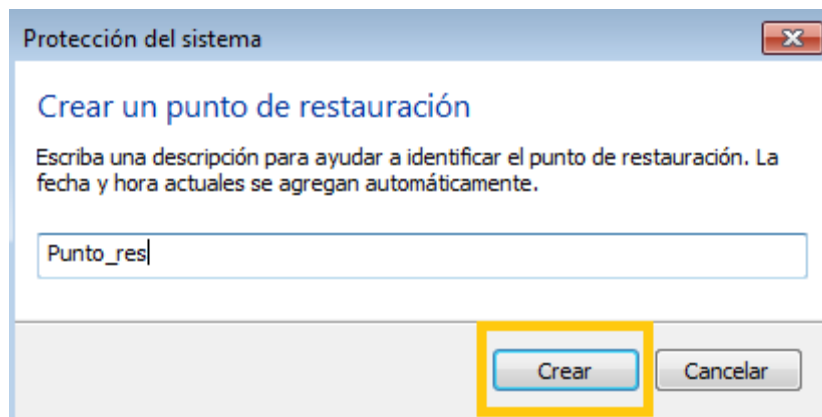 Protección del sistema
Crear un punto de restauración
Escriba una descripción para ayudar a identificar el punto de restauración. La
fecha y hora actuales se agregan automáticamente.
Punto_res
Crear
Cancelar